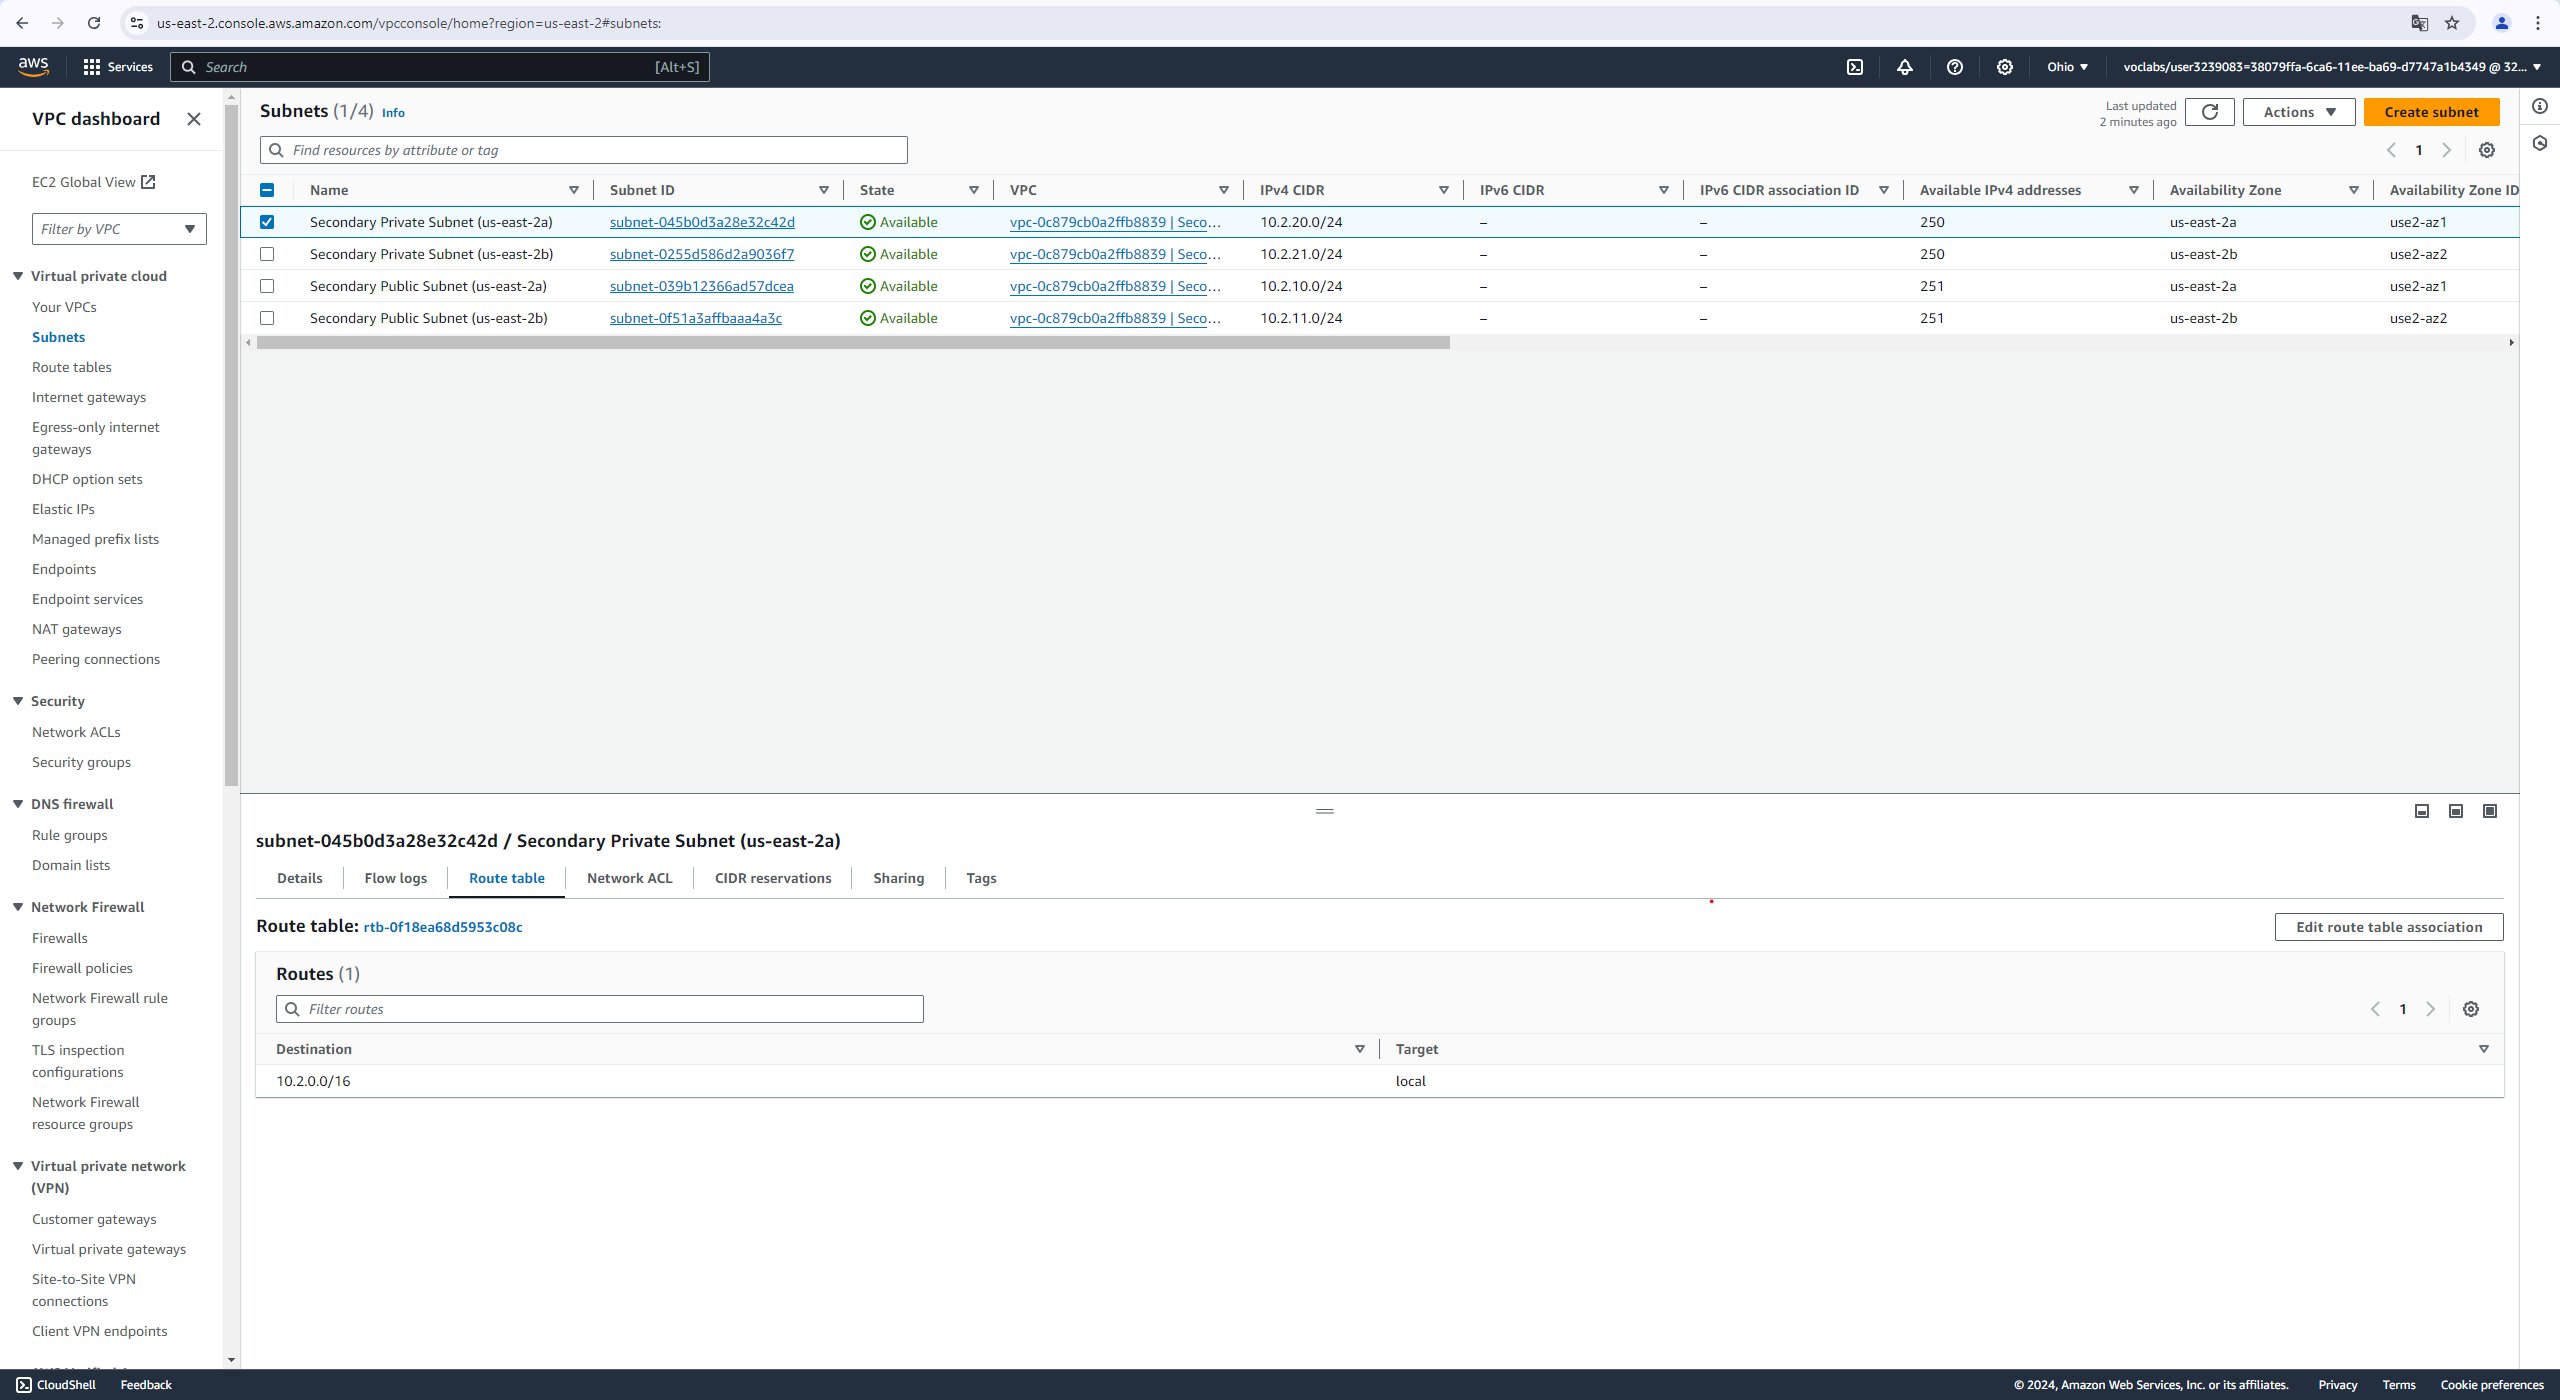 us-east-2.console.aws.amazon.com/vpcconsole/home?region=us-east-2#subnets:
aws
Services
Search
[Alt+S]
Ohio
voclabs/user3239083=38079ffa-6ca6-11ee-ba69-d7747a1b4349 @ 32...
VPC dashboard
EC2 Global View
Filter by VPC
Virtual private cloud
Your VPCs
Subnets
Route tables
Internet gateways
Egress-only internet
gateways
DHCP option sets
Elastic IPs
Managed prefix lists
Endpoints
Endpoint services
NAT gateways
Peering connections
Security
Network ACLs
Security groups
DNS firewall
Rule groups
Domain lists
Network Firewall
Firewalls
Firewall policies
Network Firewall rule
groups
TLS inspection
configurations
Network Firewall
resource groups
Virtual private network
(VPN)
Customer gateways
Virtual private gateways
Site-to-Site VPN
connections
Client VPN endpoints
Subnets (1/4) Info
Last updated
2 minutes ago
Actions
Create subnet
Find resources by attribute or tag
1
Name Subnet ID State VPC IPv4 CIDR IPv6 CIDR IPv6 CIDR association ID Available IPv4 addresses Availability Zone Availability Zone ID
Secondary Private Subnet (us-east-2a) subnet-045b0d3a28e32c42d Available vpc-0c879cb0a2ffb8839 | Seco... 10.2.20.0/24 – – 250 us-east-2a use2-az1
Secondary Private Subnet (us-east-2b) subnet-0255d586d2a9036f7 Available vpc-0c879cb0a2ffb8839 | Seco... 10.2.21.0/24 – – 250 us-east-2b use2-az2
Secondary Public Subnet (us-east-2a) subnet-039b12366ad57dcea Available vpc-0c879cb0a2ffb8839 | Seco... 10.2.10.0/24 – – 251 us-east-2a use2-az1
Secondary Public Subnet (us-east-2b) subnet-0f51a3affbaaa4a3c Available vpc-0c879cb0a2ffb8839 | Seco... 10.2.11.0/24 – – 251 us-east-2b use2-az2
subnet-045b0d3a28e32c42d / Secondary Private Subnet (us-east-2a)
Details Flow logs Route table Network ACL CIDR reservations Sharing Tags
Route table: rtb-0f18ea68d5953c08c
Edit route table association
Routes (1)
Filter routes
1
Destination Target
10.2.0.0/16 local
CloudShell Feedback © 2024, Amazon Web Services, Inc. or its affiliates. Privacy Terms Cookie preferences